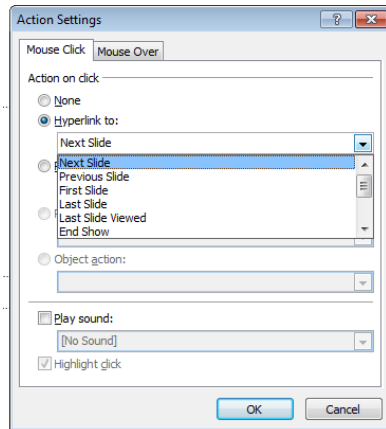 Action Settings
Mouse Click Mouse Over
Action on click
None
Hyperlink to:
Next Slide
Next Slide
Previous Slide
First Slide
Last Slide
Last Slide Viewed
End Show
Object action:
Play sound:
[No Sound]
Highlight click
OK Cancel